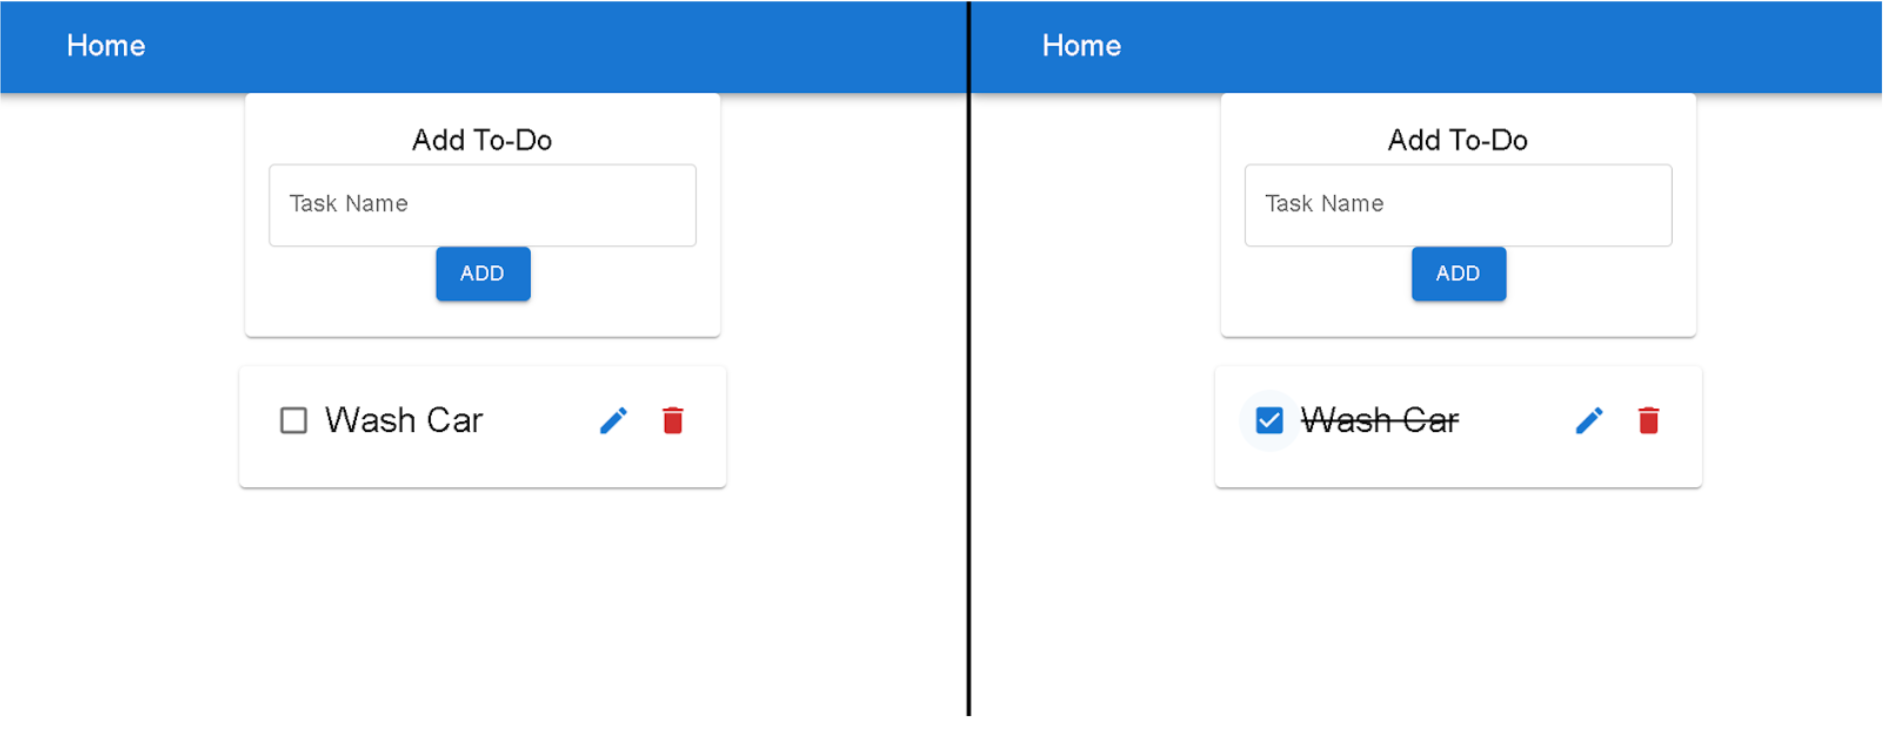 Home
Add To-Do
Task Name
ADD
Wash Car
Home
Add To-Do
Task Name
ADD
Wash Car